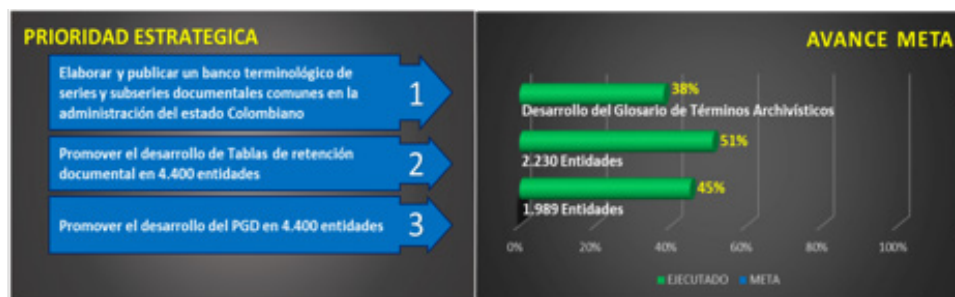 PRIORIDAD ESTRATEGICA
Elaborar y publicar un banco terminológico de
series y subseries documentales comunes en la
administración del estado Colombiano
1
Promover el desarrollo de Tablas de retención
documental en 4.400 entidades
2
Promover el desarrollo del PGD en 4.400 entidades
3
AVANCE META
38%
Desarrollo del Glosario de Términos Archivísticos
51%
2.230 Entidades
45%
1.989 Entidades
0% 20% 40% 60% 80% 100%
EJECUTADO META